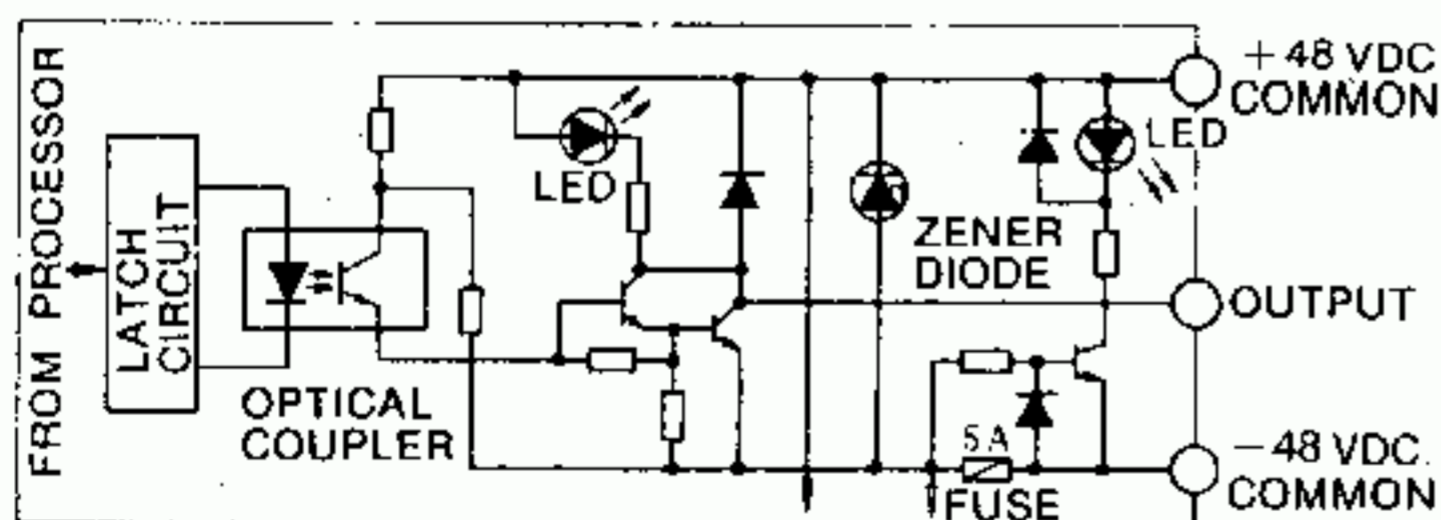 FROM PROCESSOR
LATCH
CIRCUIT
OPTICAL
COUPLER
LED
ZENER
DIODE
LED
5A
FUSE
+48 VDC
COMMON
OUTPUT
-48 VDC.
COMMON